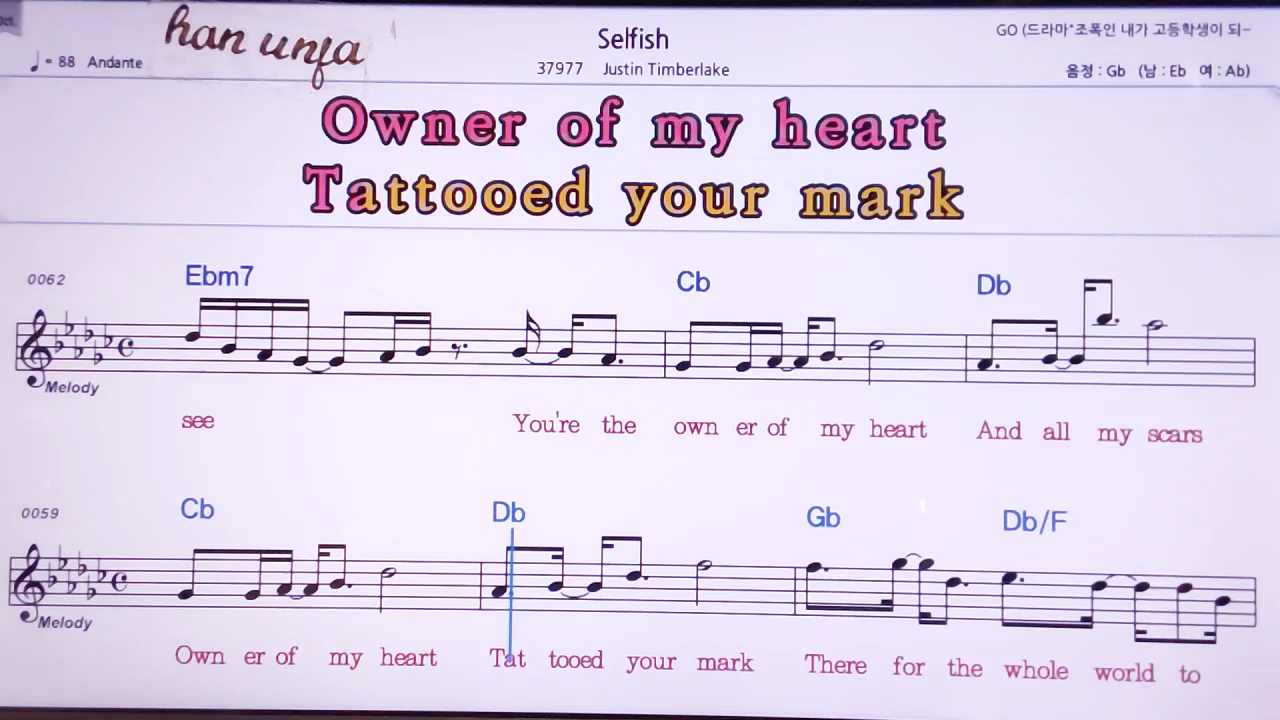 han unja
Selfish
GO (드라마"조폭인 내가 고등학생이 되-
♩= 88 Andante
37977 Justin Timberlake
음정 : Gb (남 : Eb 여 : Ab)
Owner of my heart
Tattooed your mark
0062 Ebm7 Cb Db
Melody
see You're the own er of my heart And all my scars
0059 Cb Db Gb Db/F
Melody
Own er of my heart Tat tooed your mark There for the whole world to